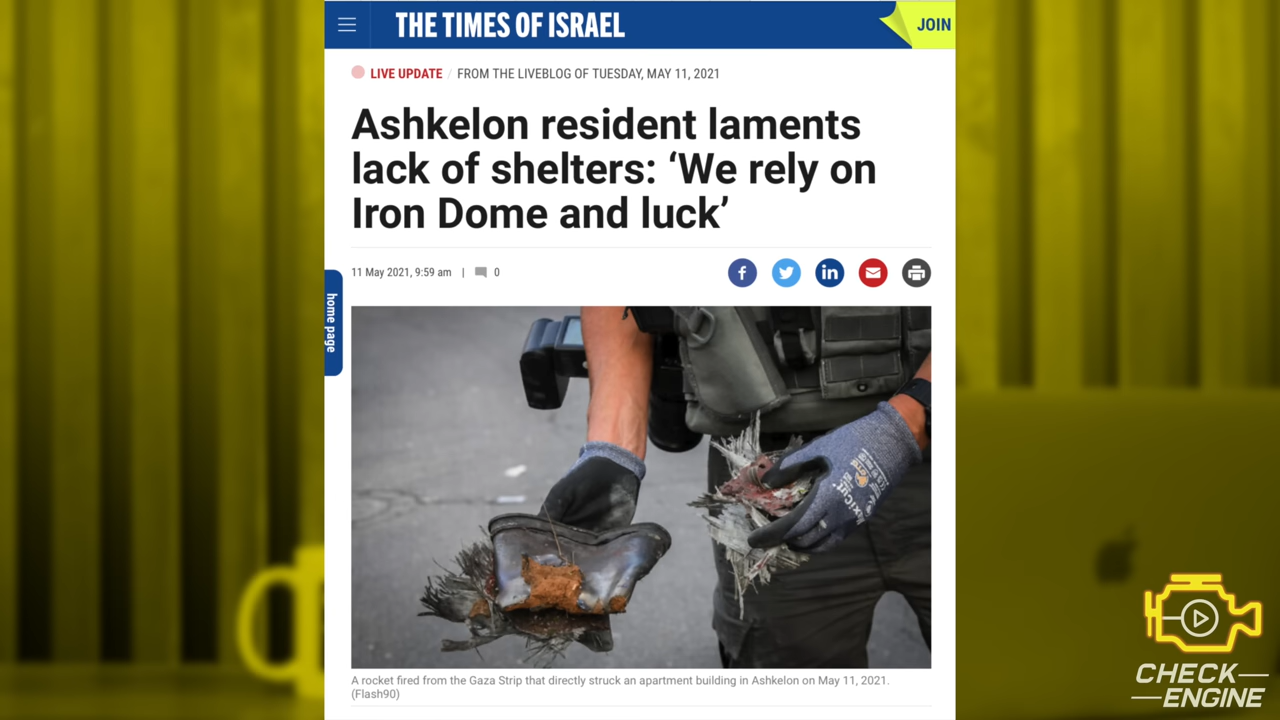 THE TIMES OF ISRAEL
JOIN
LIVE UPDATE / FROM THE LIVEBLOG OF TUESDAY, MAY 11, 2021
Ashkelon resident laments
lack of shelters: ‘We rely on
Iron Dome and luck’
11 May 2021, 9:59 am | 0
f
in
home page
A rocket fired from the Gaza Strip that directly struck an apartment building in Ashkelon on May 11, 2021.
(Flash90)
CHECK
ENGINE